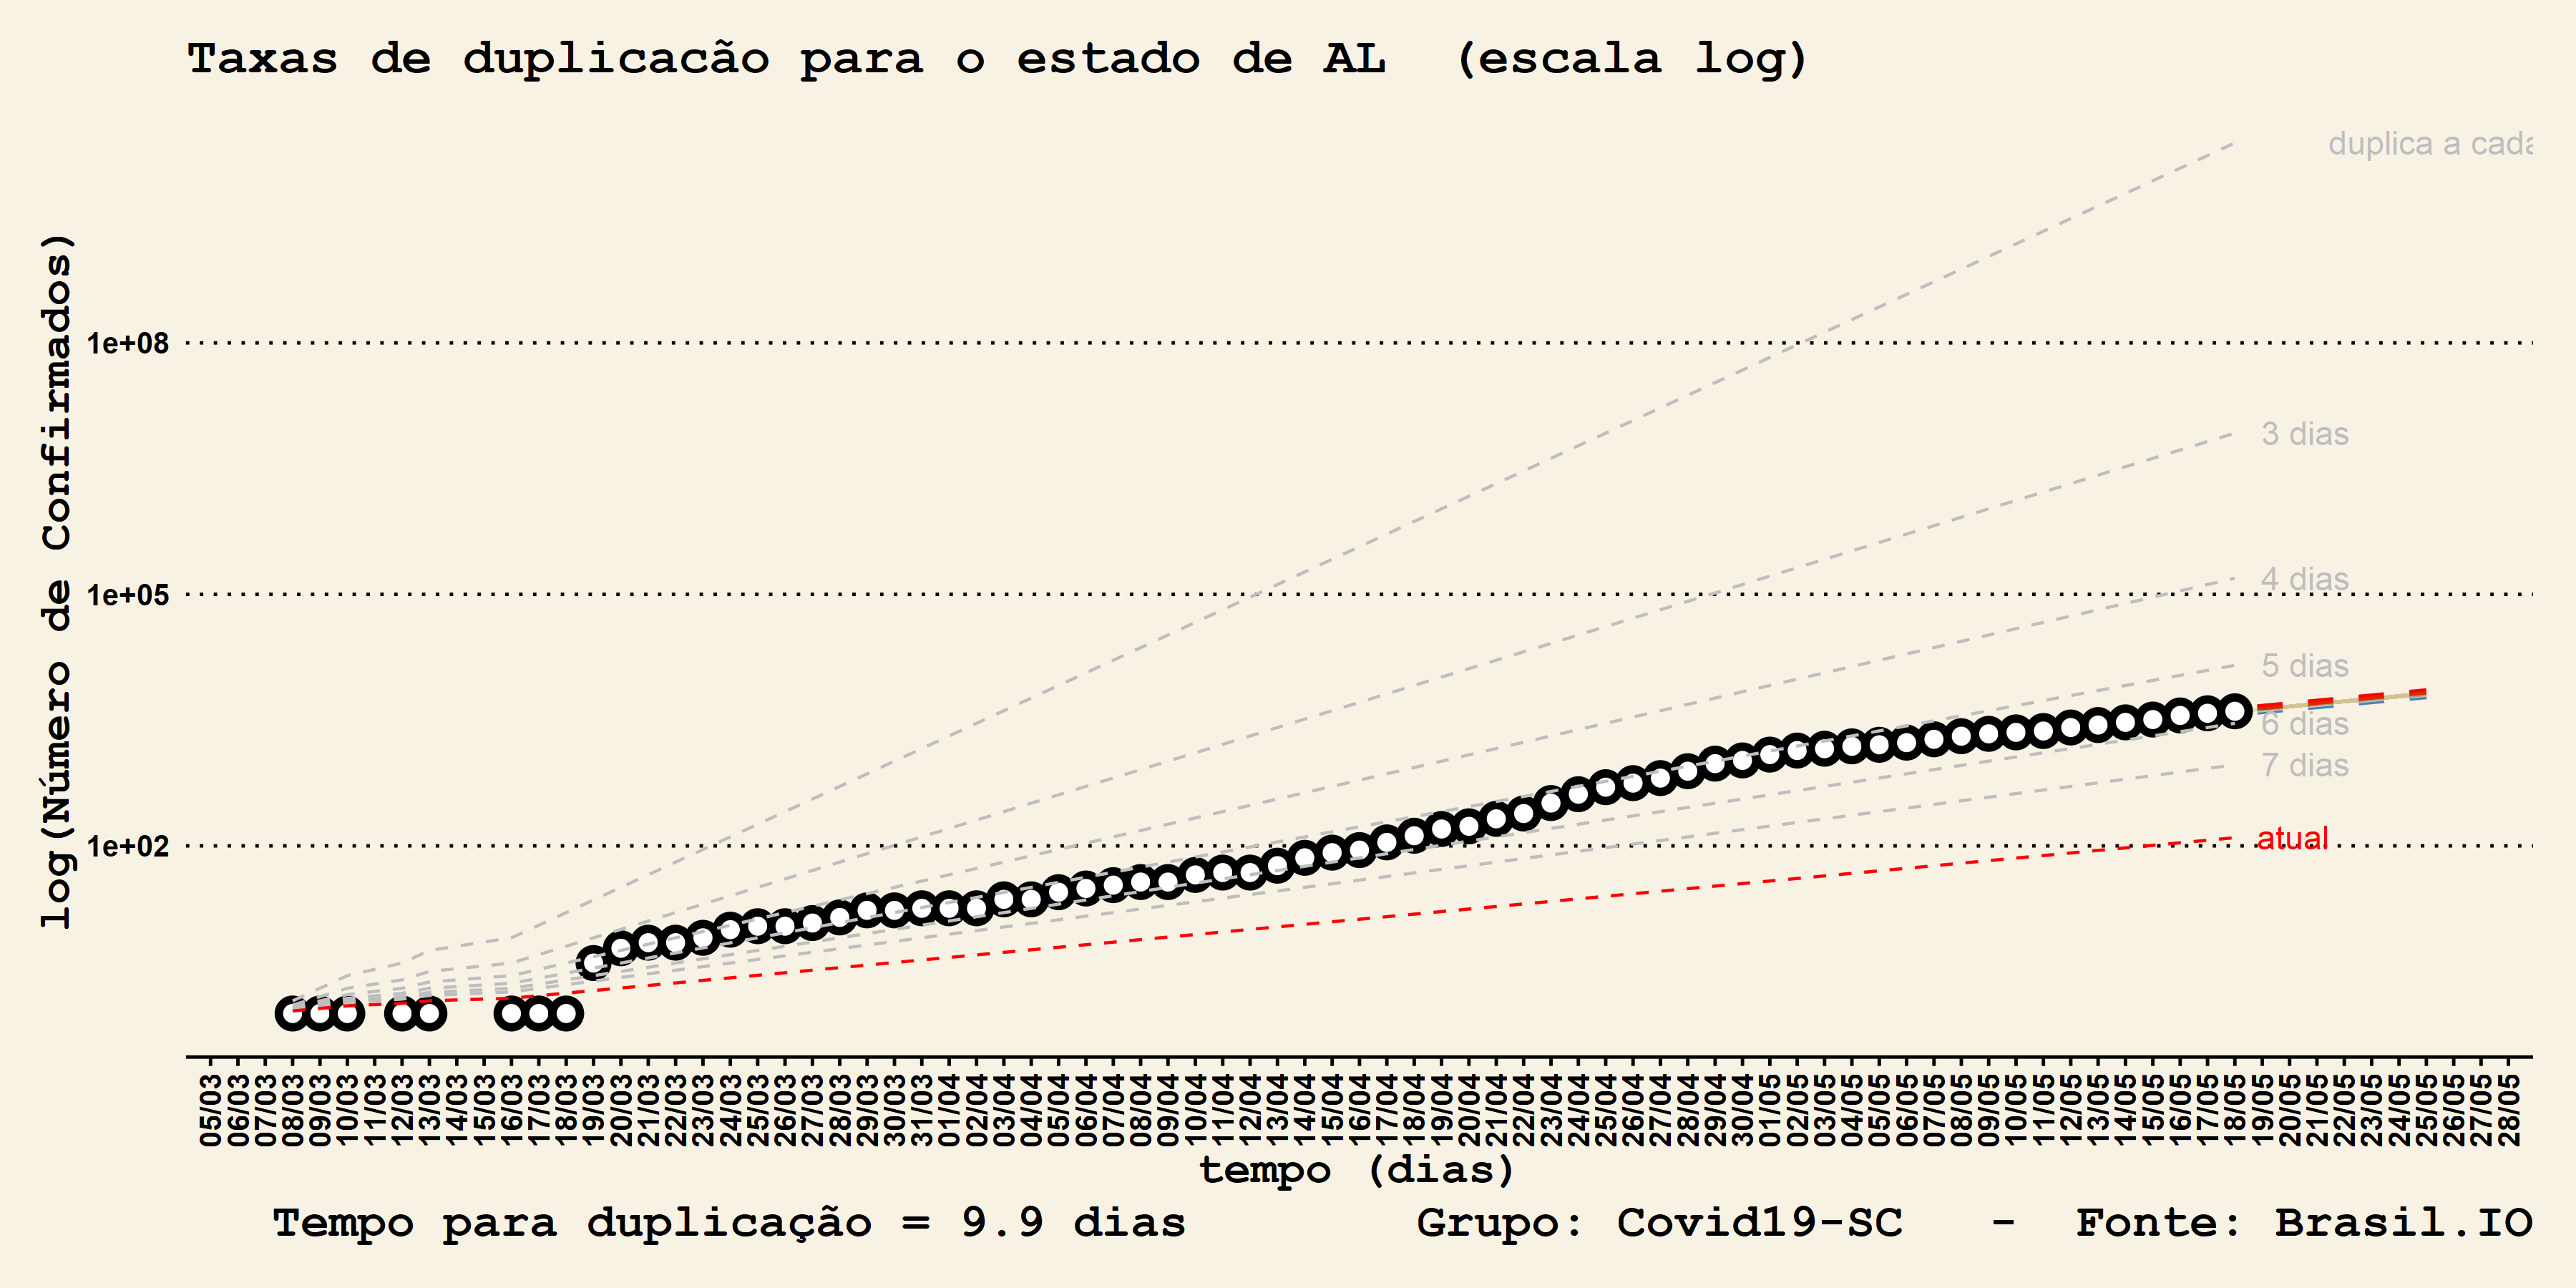 Taxas de duplicacão para o estado de AL (escala log)
duplica a cada
1e+08
3 dias
4 dias
1e+05
5 dias
6 dias
7 dias
atual
1e+02
log(Número de Confirmados)
05/03 06/03 07/03 08/03 09/03 10/03 11/03 12/03 13/03 14/03 15/03 16/03 17/03 18/03 19/03 20/03 21/03 22/03 23/03 24/03 25/03 26/03 27/03 28/03 29/03 30/03 31/03 01/04 02/04 03/04 04/04 05/04 06/04 07/04 08/04 09/04 10/04 11/04 12/04 13/04 14/04 15/04 16/04 17/04 18/04 19/04 20/04 21/04 22/04 23/04 24/04 25/04 26/04 27/04 28/04 29/04 30/04 01/05 02/05 03/05 04/05 05/05 06/05 07/05 08/05 09/05 10/05 11/05 12/05 13/05 14/05 15/05 16/05 17/05 18/05 19/05 20/05 21/05 22/05 23/05 24/05 25/05 26/05 27/05 28/05
tempo (dias)
Tempo para duplicação = 9.9 dias Grupo: Covid19-SC - Fonte: Brasil.IO